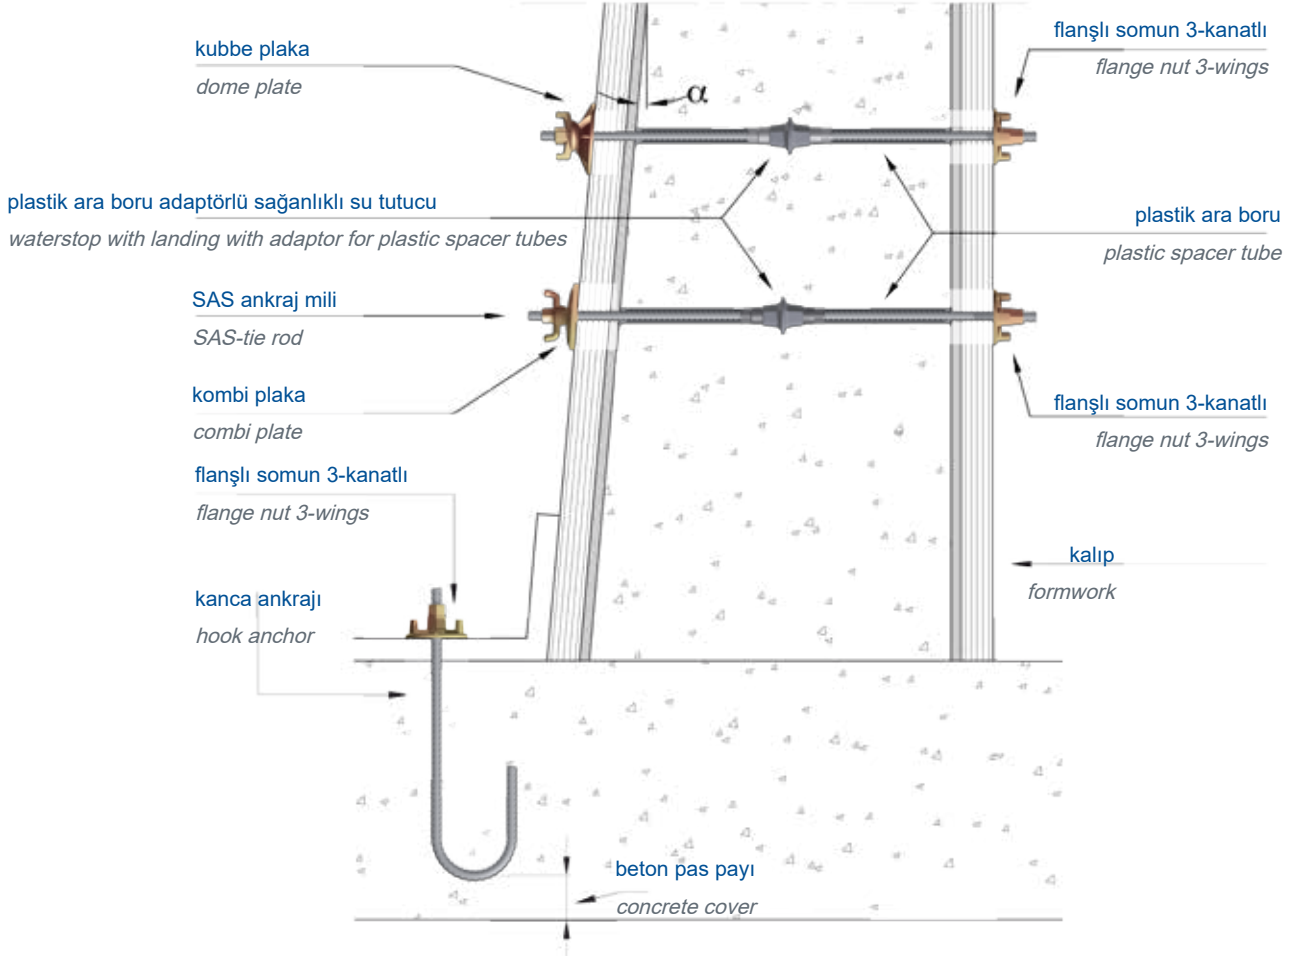 flanşlı somun 3-kanatlı
flange nut 3-wings
kubbe plaka
dome plate
α
plastik ara boru adaptörlü sağanlıklı su tutucu
waterstop with landing with adaptor for plastic spacer tubes
plastik ara boru
plastic spacer tube
SAS ankraj mili
SAS-tie rod
kombi plaka
combi plate
flanşlı somun 3-kanatlı
flange nut 3-wings
flanşlı somun 3-kanatlı
flange nut 3-wings
kalıp
formwork
kanca ankrajı
hook anchor
beton pas payı
concrete cover